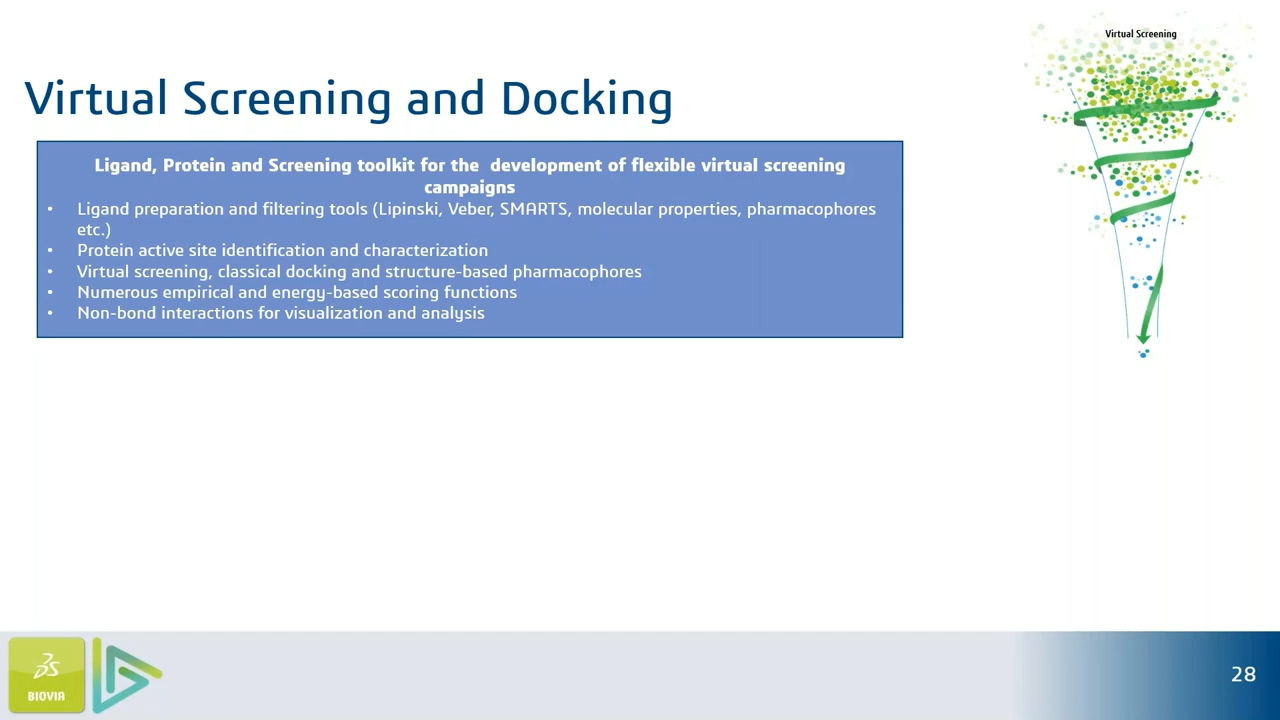 Virtual Screening
Virtual Screening and Docking
Ligand, Protein and Screening toolkit for the  development of flexible virtual screening
campaigns
• Ligand preparation and filtering tools (Lipinski, Veber, SMARTS, molecular properties, pharmacophores
etc.)
• Protein active site identification and characterization
• Virtual screening, classical docking and structure-based pharmacophores
• Numerous empirical and energy-based scoring functions
• Non-bond interactions for visualization and analysis
BIOVIA
28